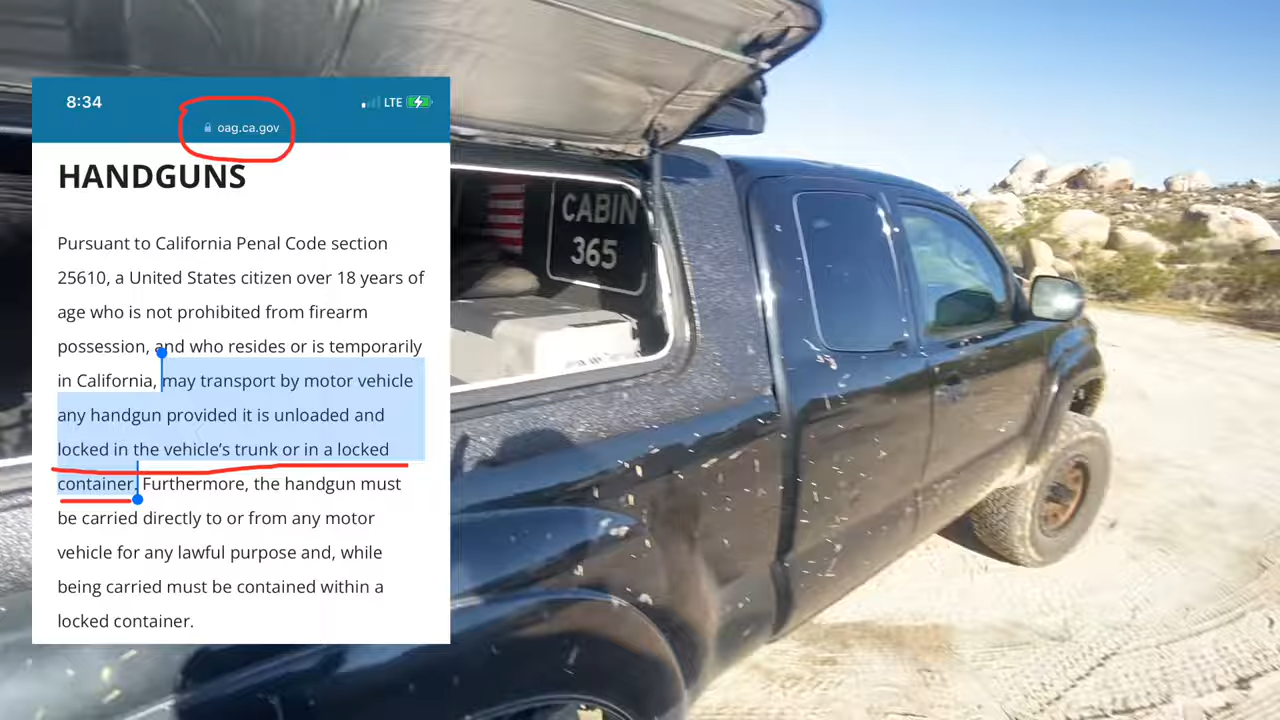 8:34
LTE
oag.ca.gov
HANDGUNS
Pursuant to California Penal Code section
25610, a United States citizen over 18 years of
age who is not prohibited from firearm
possession, and who resides or is temporarily
in California, may transport by motor vehicle
any handgun provided it is unloaded and
locked in the vehicle’s trunk or in a locked
container. Furthermore, the handgun must
be carried directly to or from any motor
vehicle for any lawful purpose and, while
being carried must be contained within a
locked container.
CABIN
365